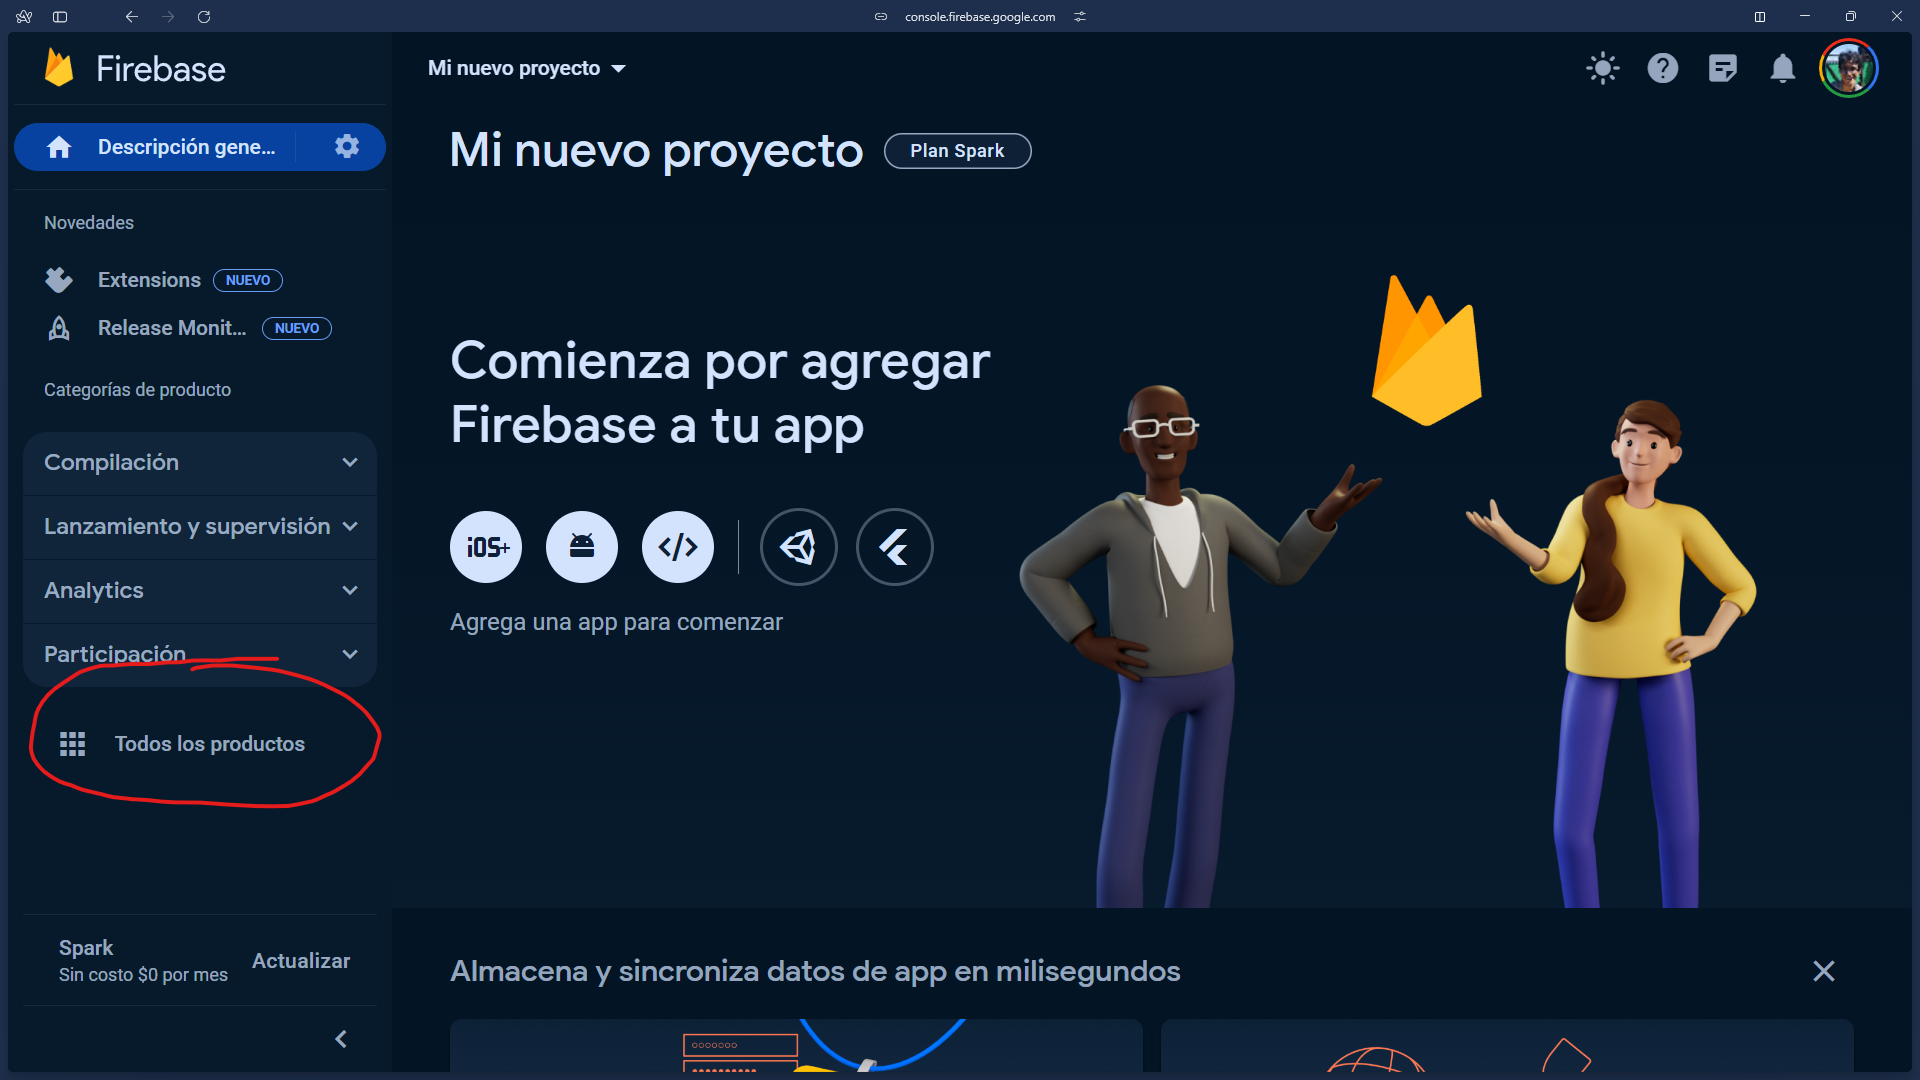 console.firebase.google.com
Firebase
Mi nuevo proyecto
Descripción gene...
Mi nuevo proyecto
Plan Spark
Novedades
Extensions NUEVO
Release Monit... NUEVO
Categorías de producto
Compilación
Lanzamiento y supervisión
Analytics
Participación
Todos los productos
Spark
Sin costo $0 por mes
Actualizar
Comienza por agregar
Firebase a tu app
iOS+
Agrega una app para comenzar
Almacena y sincroniza datos de app en milisegundos